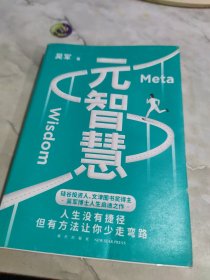 吴军 著
元智慧
Meta
Wisdom
硅谷投资人、文津图书奖得主
吴军博士人生启迪之作
人生没有捷径
但有方法让你少走弯路